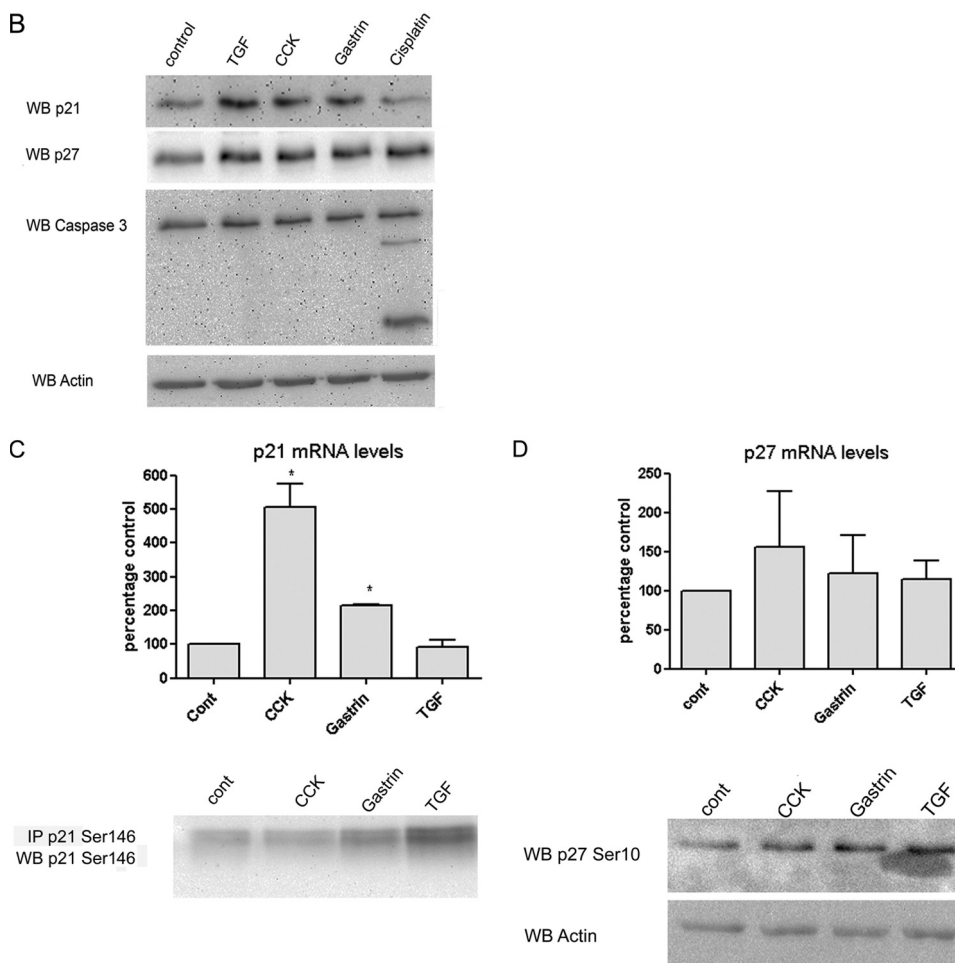 B
control TGF CCK Gastrin Cisplatin
WB p21
WB p27
WB Caspase 3
WB Actin
C
p21 mRNA levels
percentage control
600
500
400
300
200
100
0
*
*
Cont CCK Gastrin TGF
cont CCK Gastrin TGF
IP p21 Ser146
WB p21 Ser146
D
p27 mRNA levels
percentage control
250
200
150
100
50
0
cont CCK Gastrin TGF
cont CCK Gastrin TGF
WB p27 Ser10
WB Actin